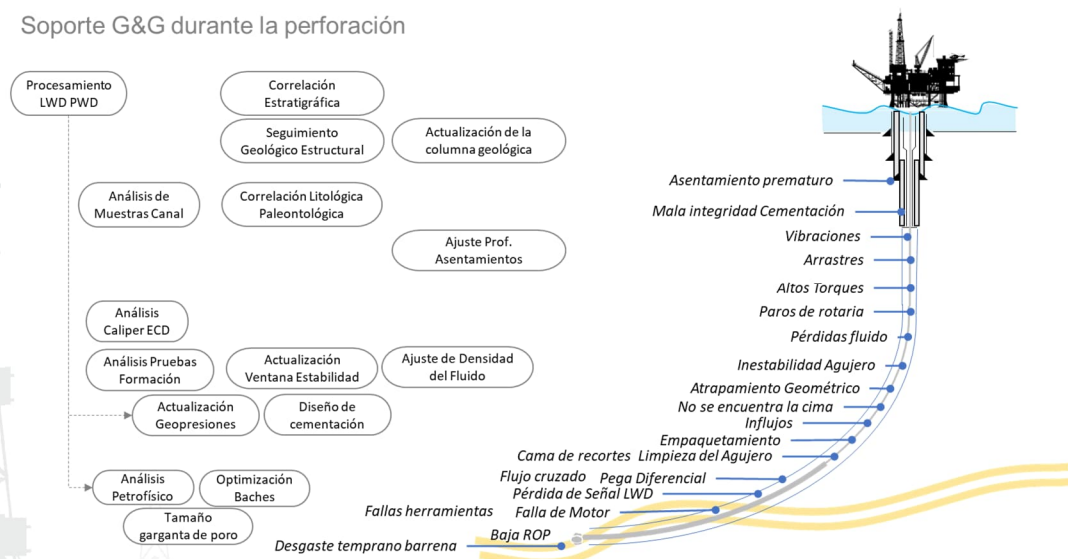 Soporte G&G durante la perforación
Procesamiento
LWD PWD
Correlación
Estratigráfica
Seguimiento
Geológico Estructural
Actualización de la
columna geológica
Análisis de
Muestras Canal
Correlación Litológica
Paleontológica
Ajuste Prof.
Asentamientos
Análisis
Caliper ECD
Análisis Pruebas
Formación
Actualización
Ventana Estabilidad
Ajuste de Densidad
del Fluido
Actualización
Geopresiones
Diseño de
cementación
Análisis
Petrofísico
Optimización
Baches
Tamaño
garganta de poro
Asentamiento prematuro
Mala integridad Cementación
Vibraciones
Arrastres
Altos Torques
Paros de rotaria
Pérdidas fluido
Inestabilidad Agujero
Atrapamiento Geométrico
No se encuentra la cima
Influjos
Empaquetamiento
Cama de recortes Limpieza del Agujero
Flujo cruzado Pega Diferencial
Pérdida de Señal LWD
Fallas herramientas Falla de Motor
Baja ROP
Desgaste temprano barrena